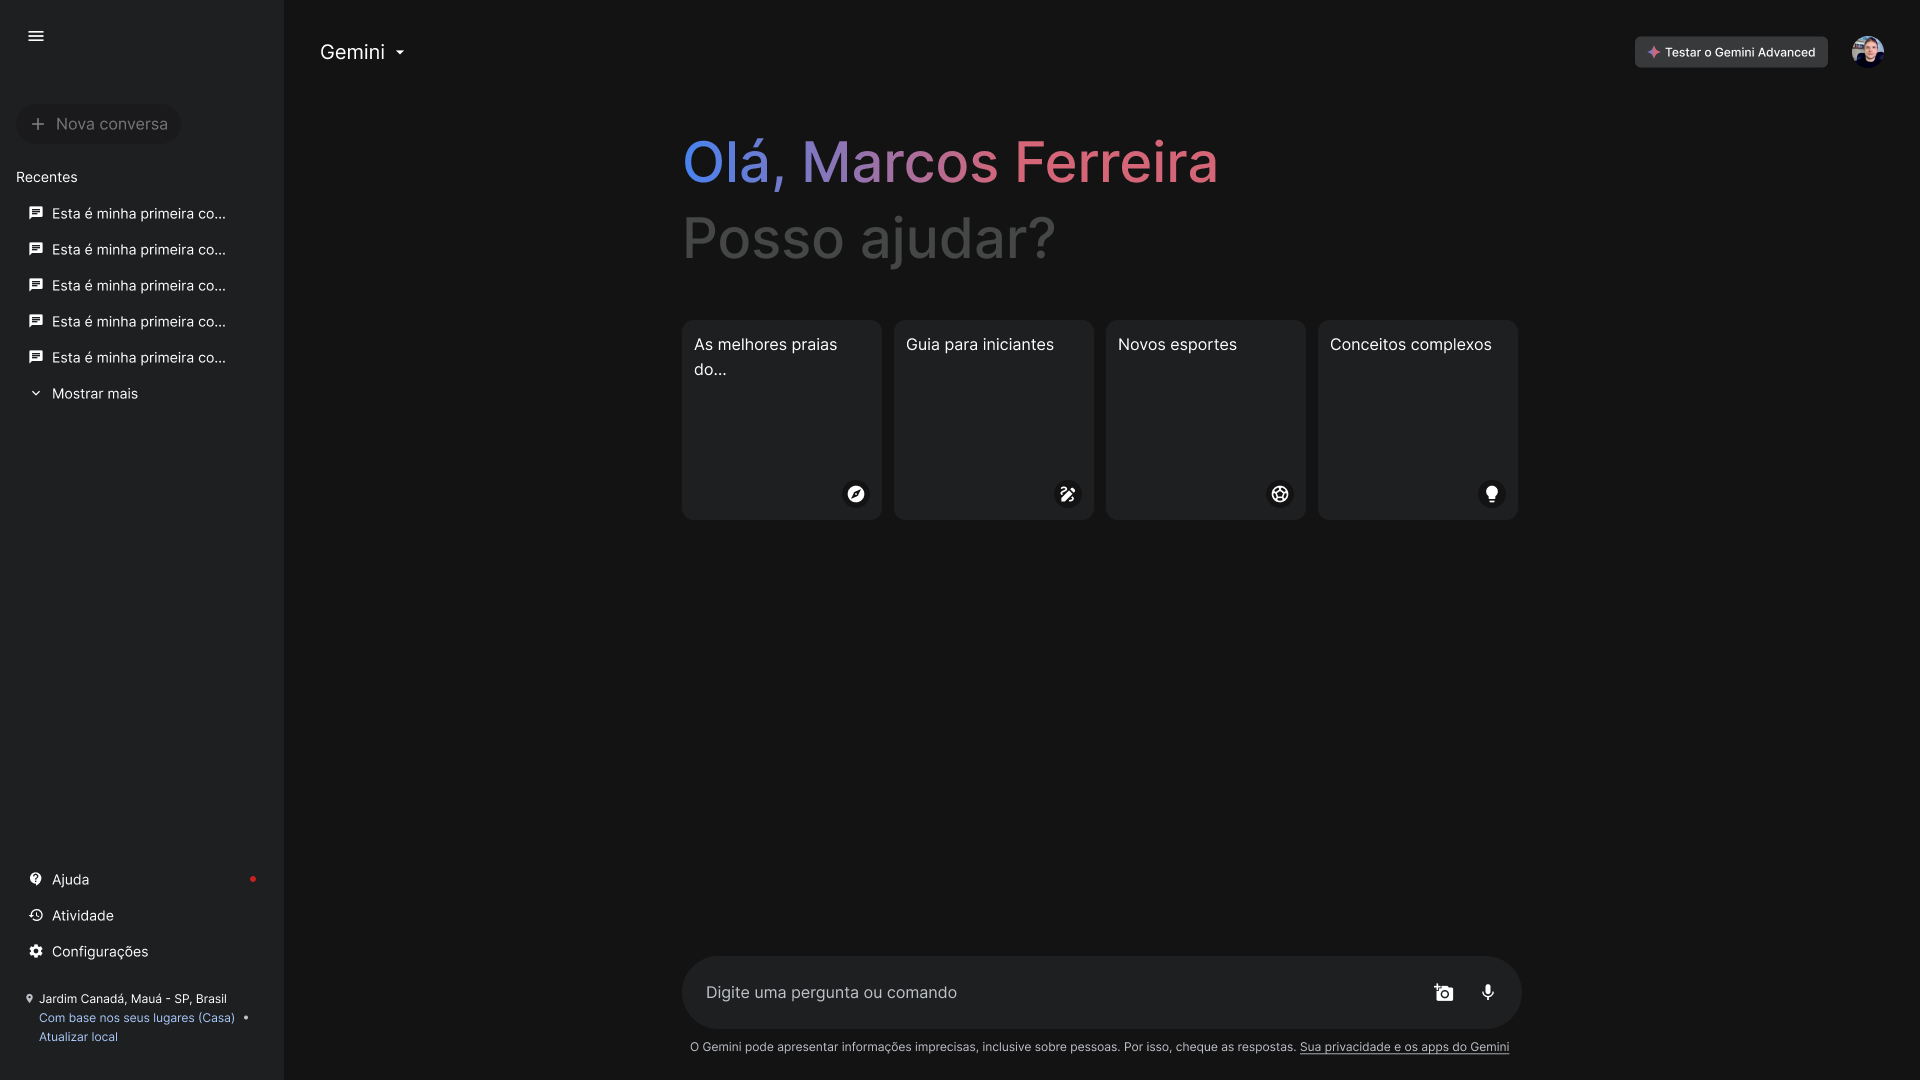 Nova conversa
Recentes
Esta é minha primeira co...
Esta é minha primeira co...
Esta é minha primeira co...
Esta é minha primeira co...
Esta é minha primeira co...
Mostrar mais
Ajuda
Atividade
Configurações
Jardim Canadá, Mauá - SP, Brasil
Com base nos seus lugares (Casa) •
Atualizar local
Gemini
Testar o Gemini Advanced
Olá, Marcos Ferreira
Posso ajudar?
As melhores praias
do...
Guia para iniciantes
Novos esportes
Conceitos complexos
Digite uma pergunta ou comando
O Gemini pode apresentar informações imprecisas, inclusive sobre pessoas. Por isso, cheque as respostas. Sua privacidade e os apps do Gemini